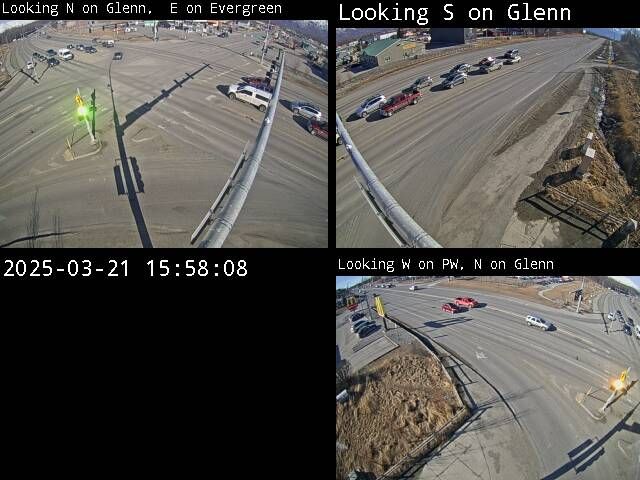 Looking N on Glenn,  E on Evergreen
Looking S on Glenn
2025-03-21 15:58:08
Looking W on PW, N on Glenn